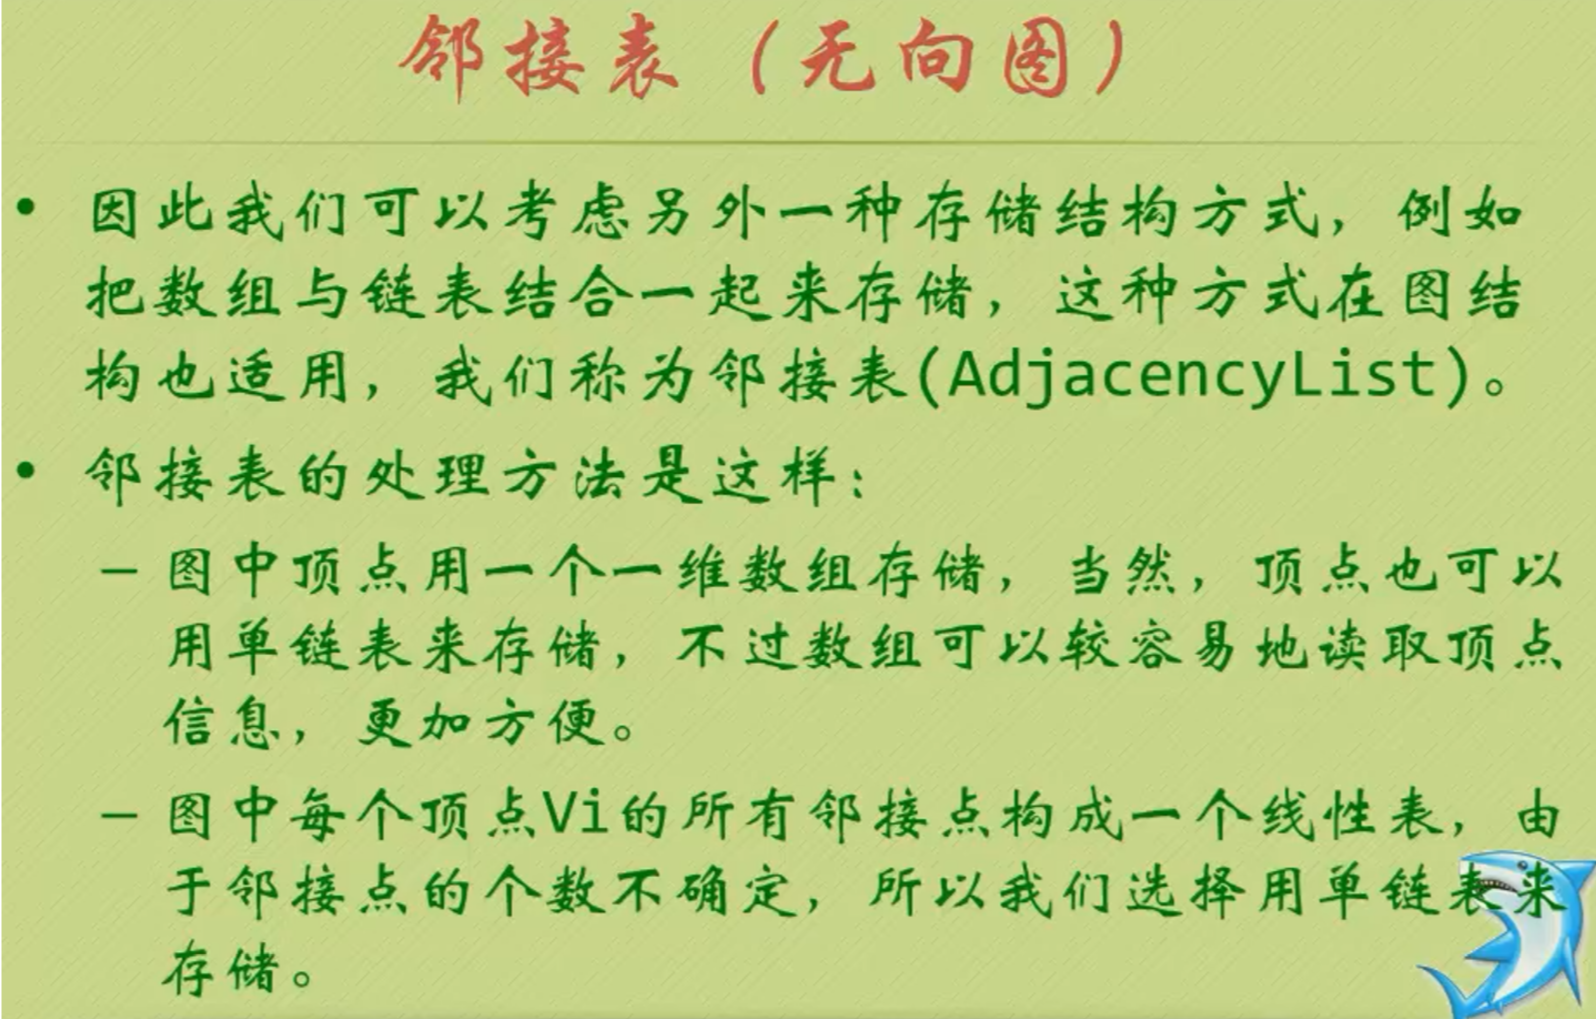 邻接表（无向图）
• 因此我们可以考虑另外一种存储结构方式，例如
把数组与链表结合一起来存储，这种方式在图结
构也适用，我们称为邻接表(AdjacencyList)。
• 邻接表的处理方法是这样：
– 图中顶点用一个一维数组存储，当然，顶点也可以
用单链表来存储，不过数组可以较容易地读取顶点
信息，更加方便。
– 图中每个顶点Vi的所有邻接点构成一个线性表，由
于邻接点的个数不确定，所以我们选择用单链表来
存储。